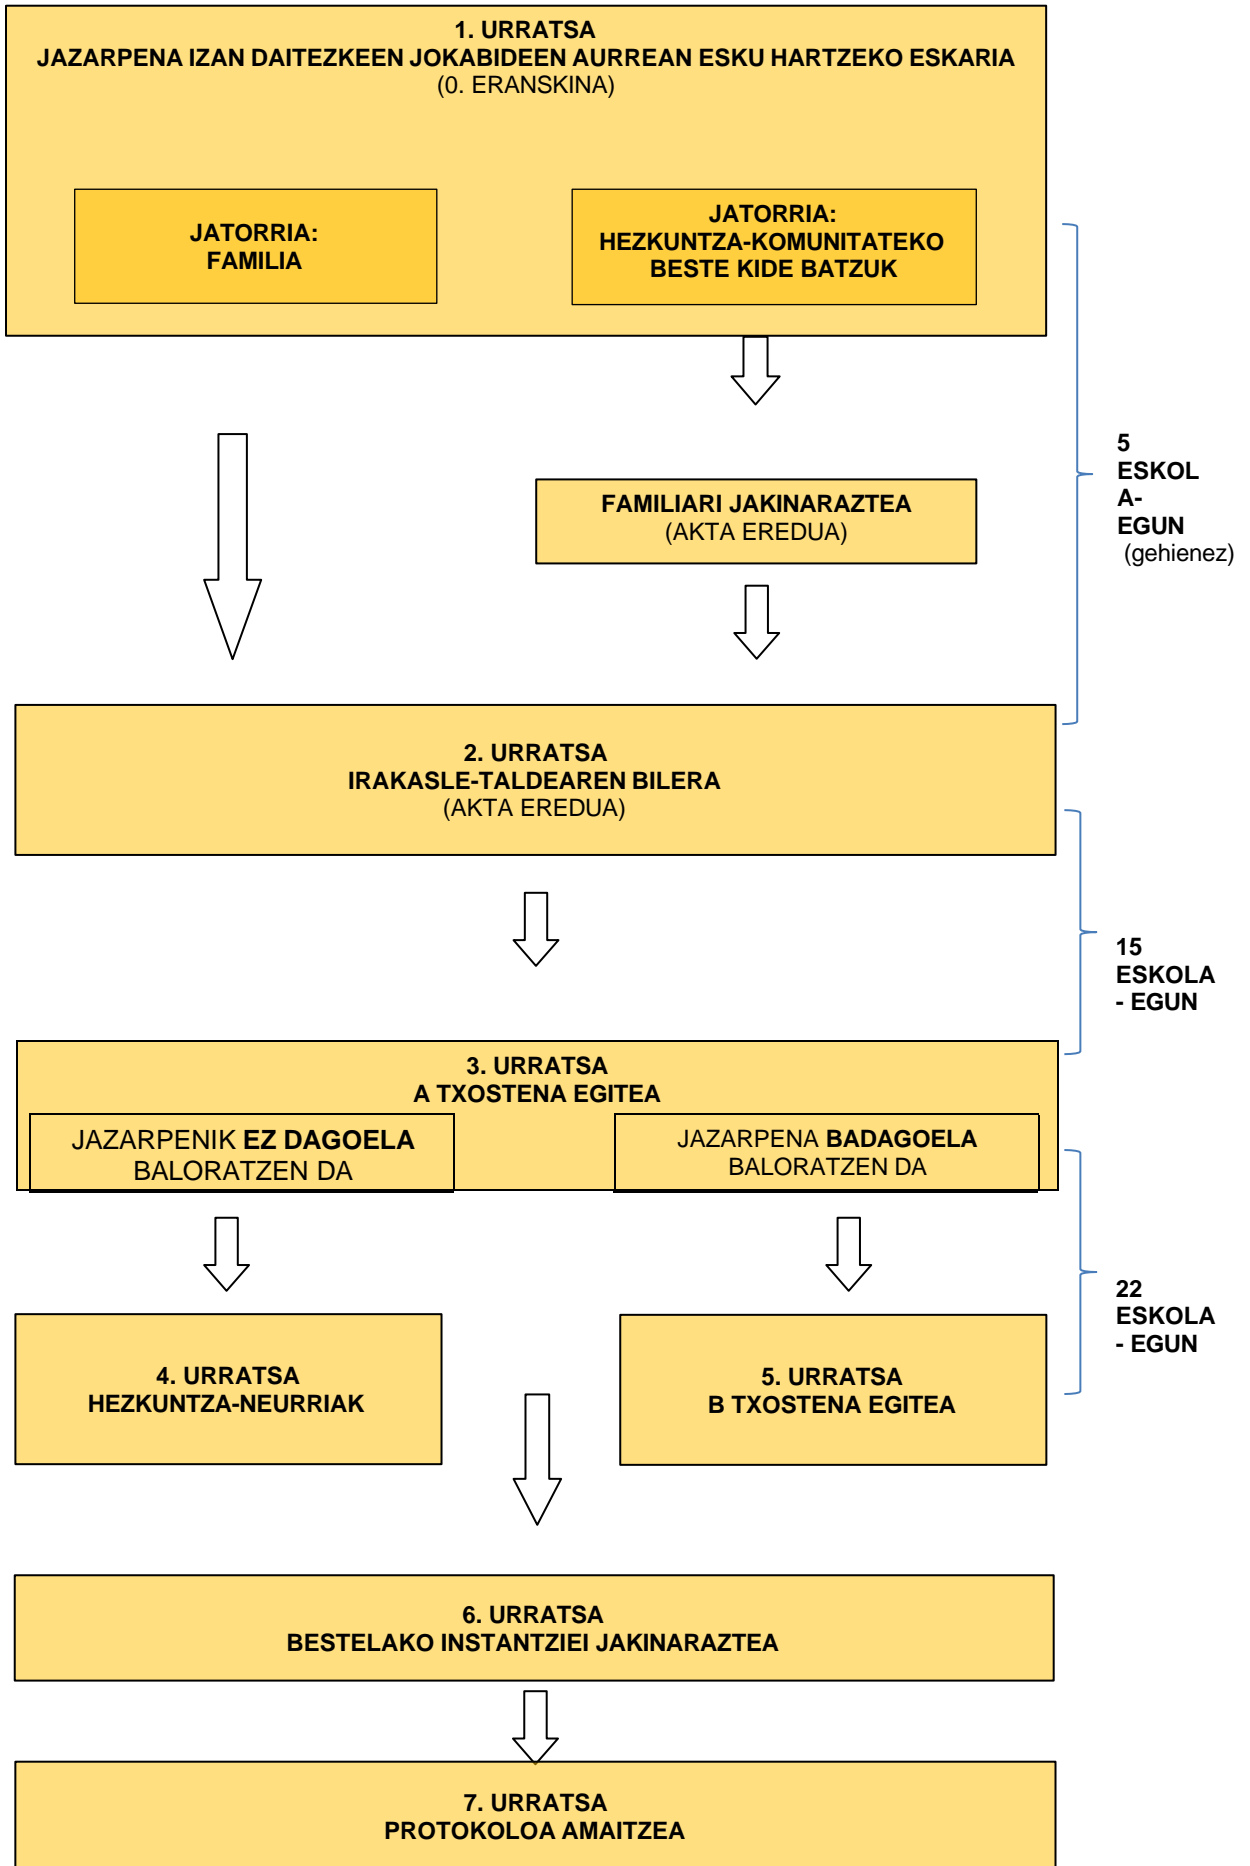 1. URRATSA
JAZARPENA IZAN DAITEZKEEN JOKABIDEEN AURREAN ESKU HARTZEKO ESKARIA
(0. ERANSKINA)
JATORRIA:
FAMILIA
JATORRIA:
HEZKUNTZA-KOMUNITATEKO
BESTE KIDE BATZUK
5
ESKOL
A-
EGUN
(gehienez)
FAMILIARI JAKINARAZTEA
(AKTA EREDUA)
2. URRATSA
IRAKASLE-TALDEAREN BILERA
(AKTA EREDUA)
15
ESKOLA
- EGUN
3. URRATSA
A TXOSTENA EGITEA
JAZARPENIK EZ DAGOELA
BALORATZEN DA
JAZARPENA BADAGOELA
BALORATZEN DA
22
ESKOLA
- EGUN
4. URRATSA
HEZKUNTZA-NEURRIAK
5. URRATSA
B TXOSTENA EGITEA
6. URRATSA
BESTELAKO INSTANTZIEI JAKINARAZTEA
7. URRATSA
PROTOKOLOA AMAITZEA